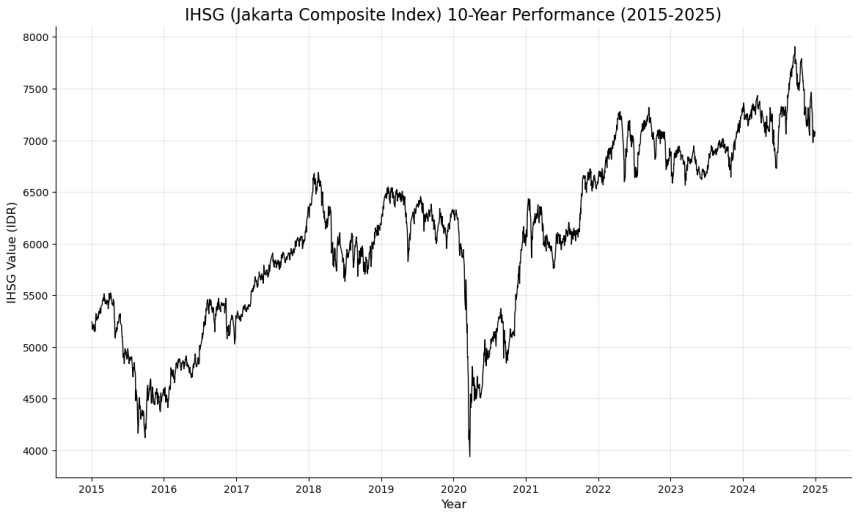 IHSG (Jakarta Composite Index) 10-Year Performance (2015-2025)
IHSG Value (IDR)
8000
7500
7000
6500
6000
5500
5000
4500
4000
2015 2016 2017 2018 2019 2020 2021 2022 2023 2024 2025
Year